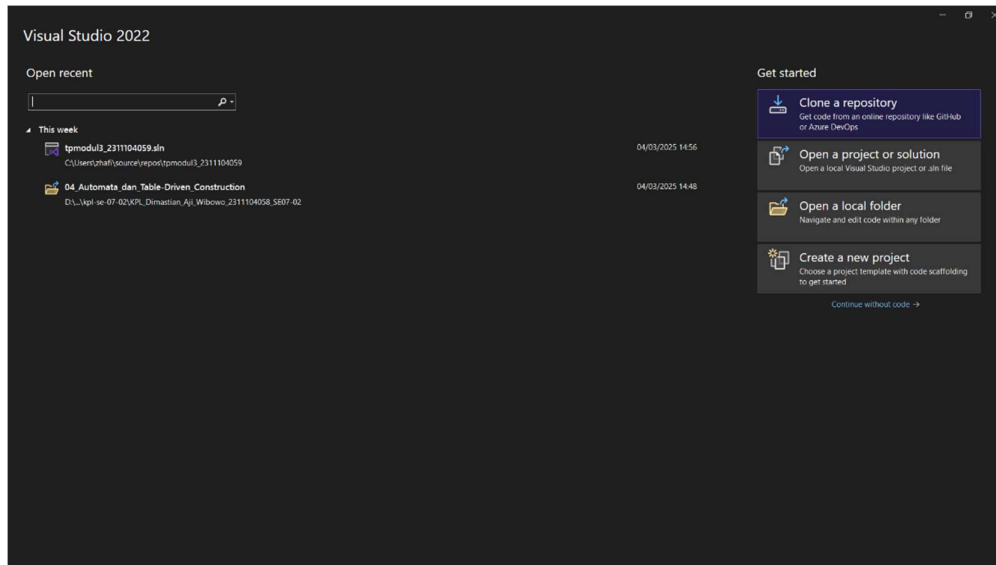 Visual Studio 2022
Open recent
This week
tpmodul3_2311104059.sln
04/03/2025 14:56
C:\Users\zhafi\source\repos\tpmodul3_2311104059
04_Automata_dan_Table-Driven_Construction
04/03/2025 14:48
D:\...\kpl-se-07-02\KPL_Dimastian_Aji_Wibowo_2311104058_SE07-02
Get started
Clone a repository
Get code from an online repository like GitHub
or Azure DevOps
Open a project or solution
Open a local Visual Studio project or .sln file
Open a local folder
Navigate and edit code within any folder
Create a new project
Choose a project template with code scaffolding
to get started
Continue without code →